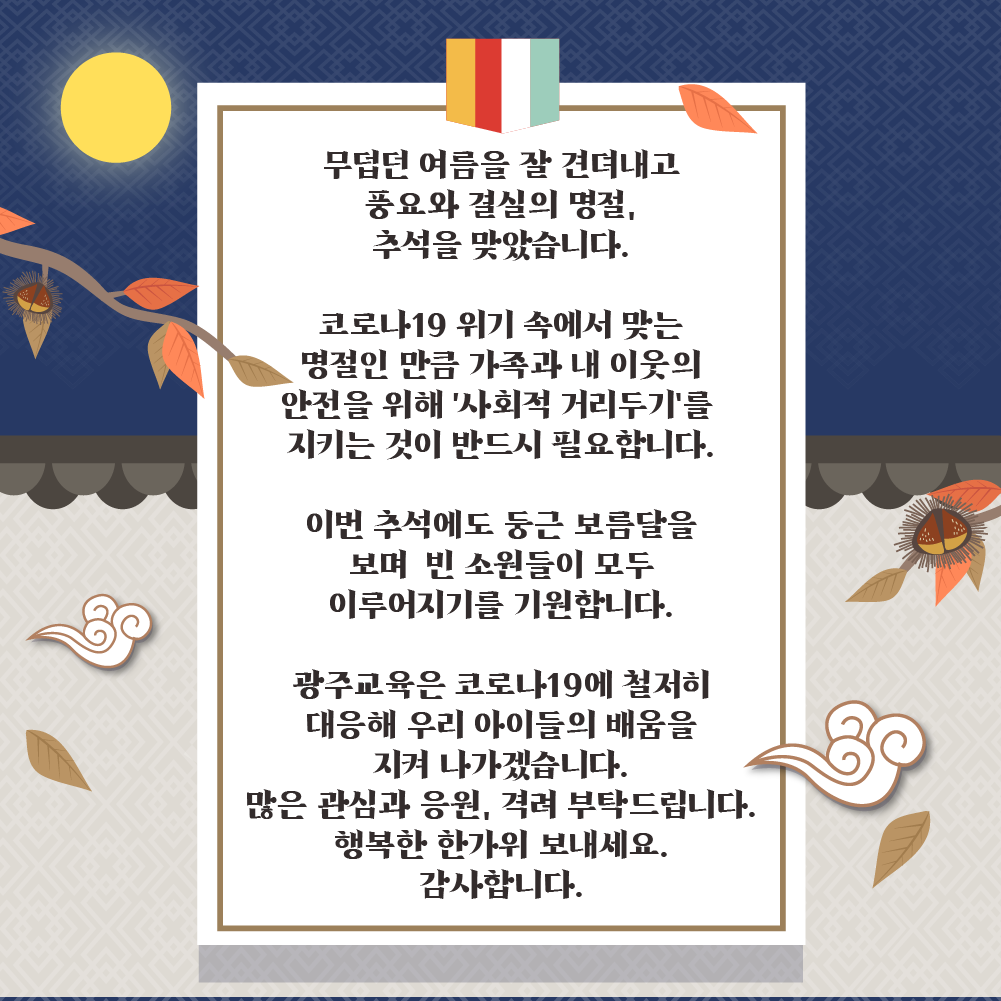 무덥던 여름을 잘 견뎌내고
풍요와 결실의 명절,
추석을 맞았습니다.
코로나19 위기 속에서 맞는
명절인 만큼 가족과 내 이웃의
안전을 위해 '사회적 거리두기'를
지키는 것이 반드시 필요합니다.
이번 추석에도 둥근 보름달을
보며 빈 소원들이 모두
이루어지기를 기원합니다.
광주교육은 코로나19에 철저히
대응해 우리 아이들의 배움을
지켜 나가겠습니다.
많은 관심과 응원, 격려 부탁드립니다.
행복한 한가위 보내세요.
감사합니다.